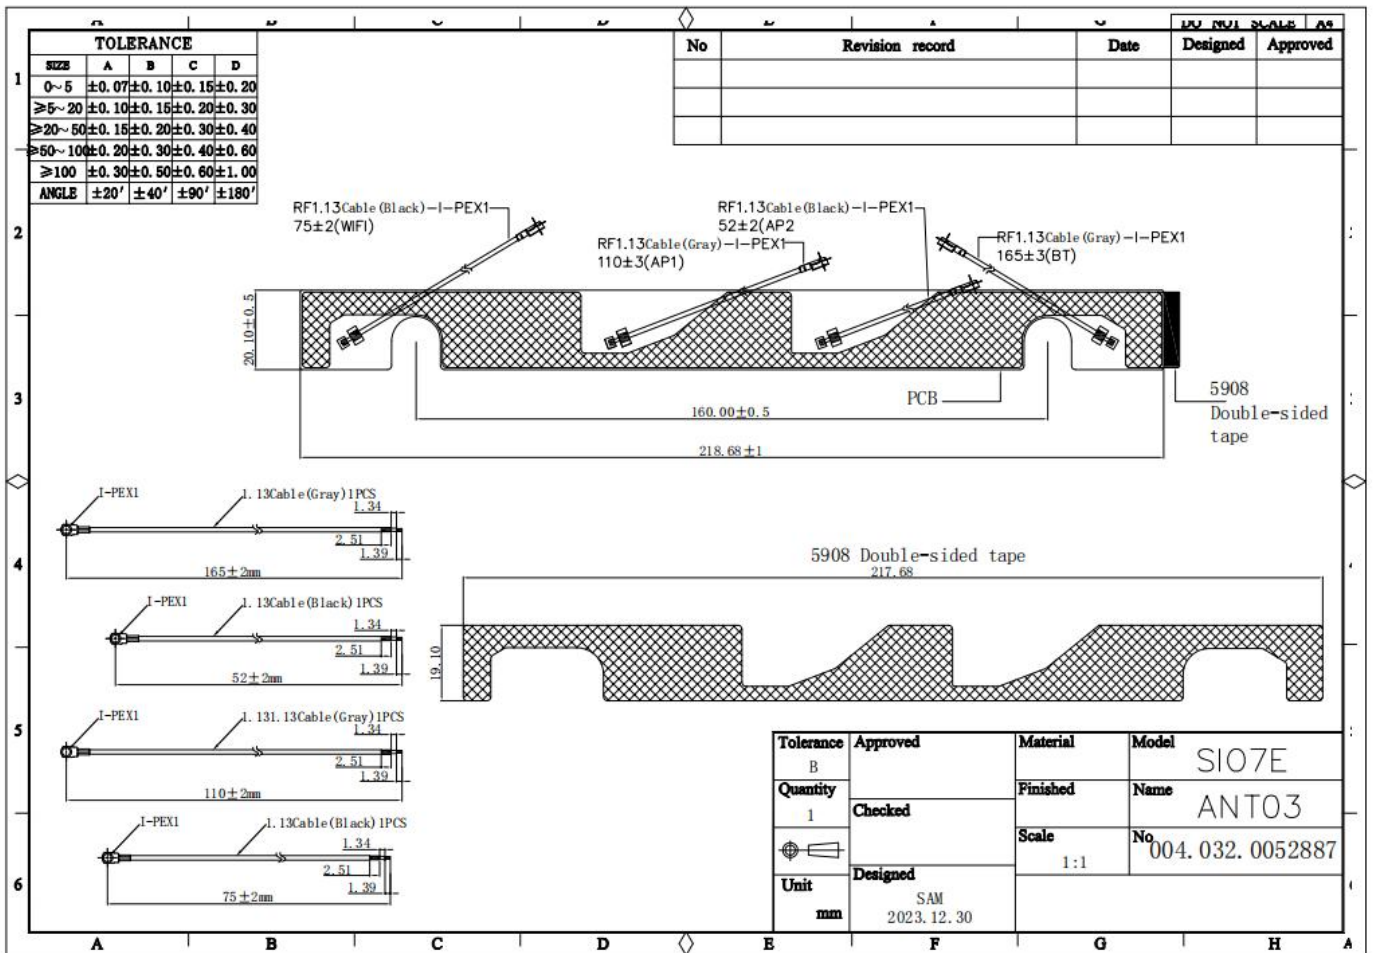 A B C D E F G
DO NOT SCALE A4
TOLERANCE
SIZE A B C D
0~5 ±0.07 ±0.10 ±0.15 ±0.20
≥5~20 ±0.10 ±0.15 ±0.20 ±0.30
≥20~50 ±0.15 ±0.20 ±0.30 ±0.40
≥50~100 ±0.20 ±0.30 ±0.40 ±0.60
≥100 ±0.30 ±0.50 ±0.60 ±1.00
ANGLE ±20' ±40' ±90' ±180'
No Revision record Date Designed Approved
1
2
3
4
5
6
RF1.13Cable(Black)-I-PEX1
75±2(WIFI)
RF1.13Cable(Gray)-I-PEX1
110±3(AP1)
RF1.13Cable(Black)-I-PEX1
52±2(AP2
RF1.13Cable(Gray)-I-PEX1
165±3(BT)
20.10±0.5
PCB
5908
Double-sided
tape
160.00±0.5
218.68±1
I-PEX1
1.13Cable(Gray)1PCS
1.34
2.51
1.39
165±2mm
I-PEX1
1.13Cable(Black)1PCS
1.34
2.51
1.39
52±2mm
I-PEX1
1.131.13Cable(Gray)1PCS
1.34
2.51
1.39
110±2mm
I-PEX1
1.13Cable(Black)1PCS
1.34
2.51
1.39
75±2mm
5908 Double-sided tape
217.68
19.10
Tolerance
B
Approved
Material
Model
SI07E
Quantity
1
Checked
Finished
Name
ANT03
Scale
1:1
No
004.032.0052887
Unit
mm
Designed
SAM
2023.12.30
A B C D E F G H A